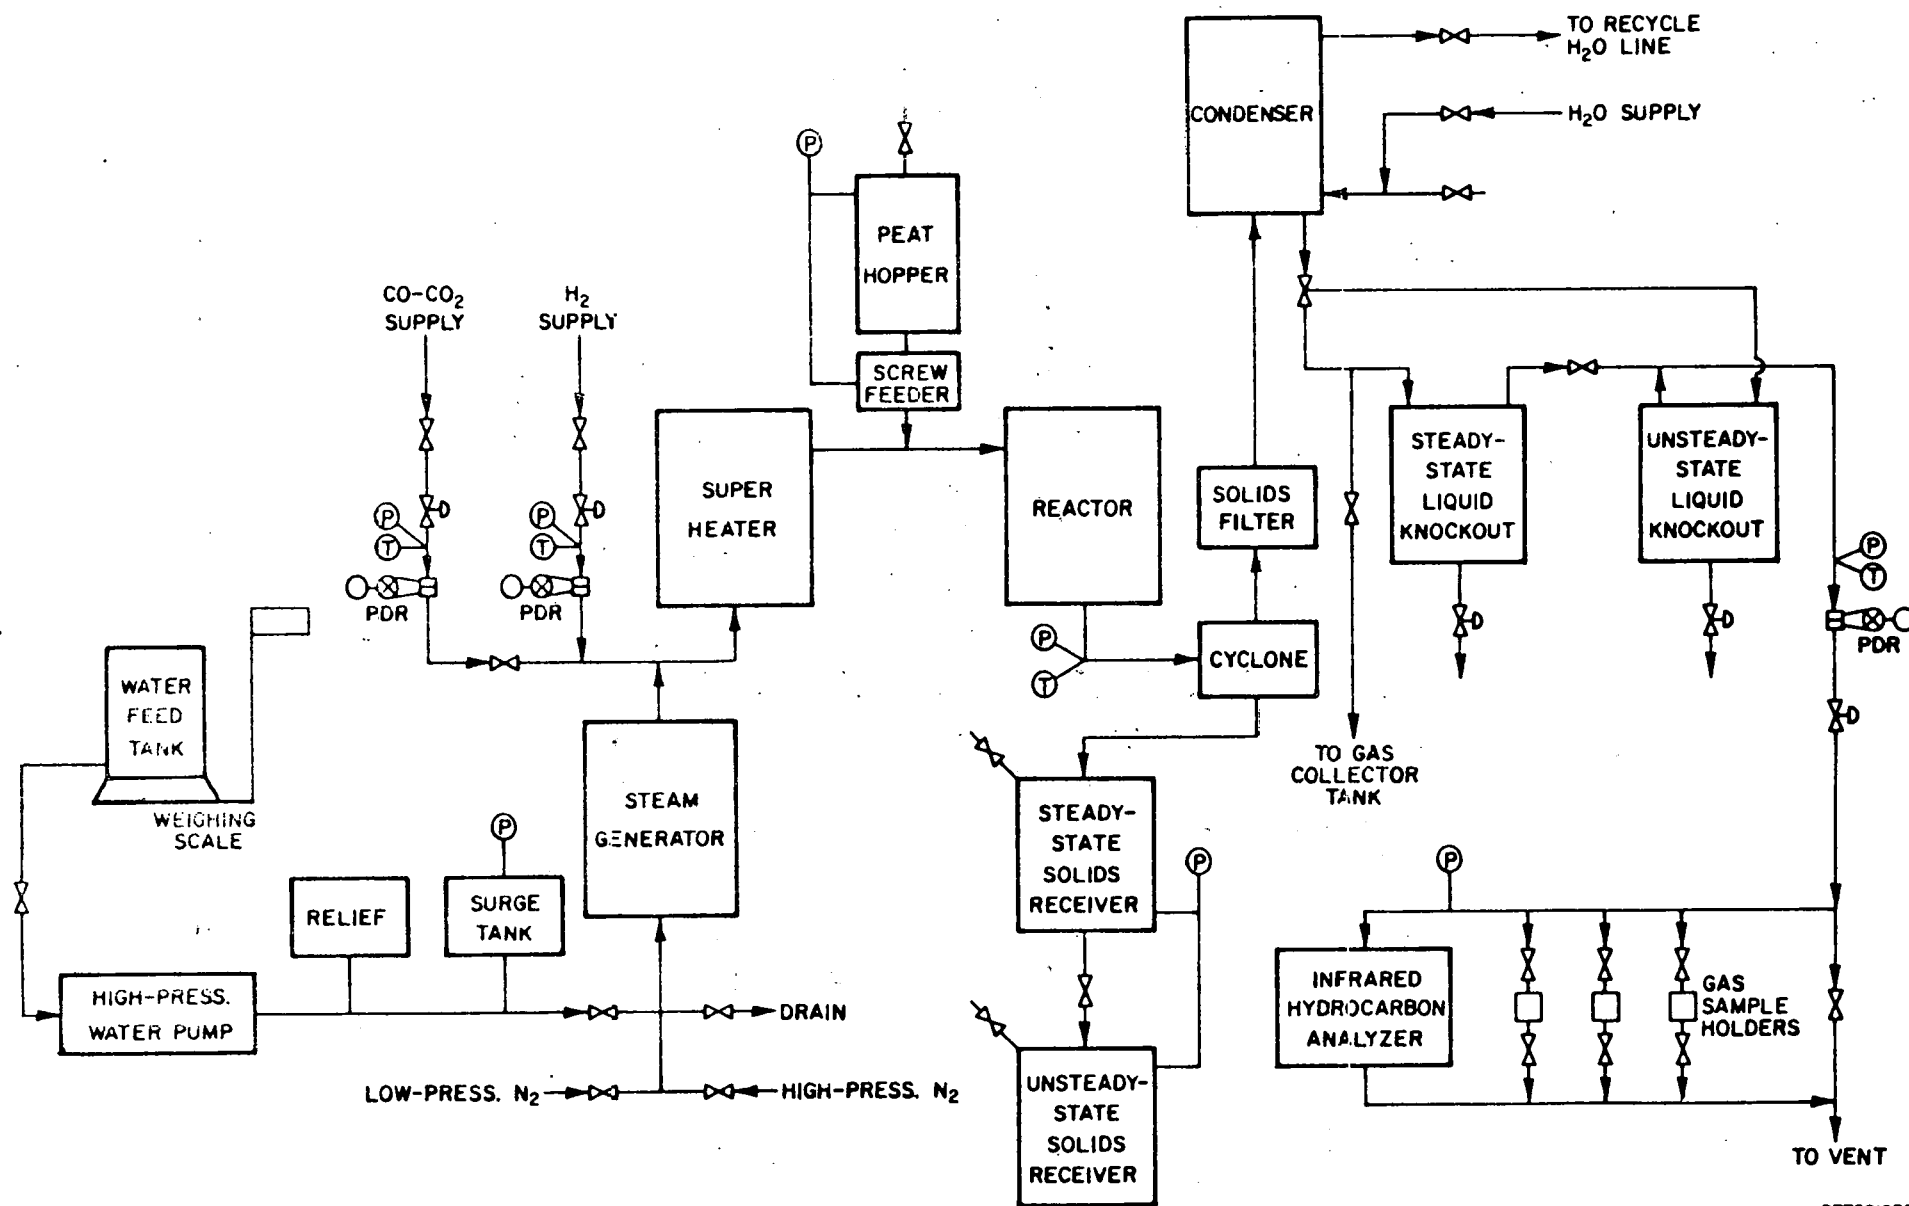 TO RECYCLE
H₂O LINE
CONDENSER
H₂O SUPPLY
P
PEAT
HOPPER
CO-CO₂
SUPPLY
H₂
SUPPLY
SCREW
FEEDER
SUPER
HEATER
REACTOR
SOLIDS
FILTER
STEADY-
STATE
LIQUID
KNOCKOUT
UNSTEADY-
STATE
LIQUID
KNOCKOUT
P
T
PDR
P
T
PDR
P
T
PDR
P
T
CYCLONE
WATER
FEED
TANK
WEIGHING
SCALE
STEAM
GENERATOR
TO GAS
COLLECTOR
TANK
STEADY-
STATE
SOLIDS
RECEIVER
P
P
P
RELIEF
SURGE
TANK
HIGH-PRESS.
WATER PUMP
DRAIN
LOW-PRESS. N₂
HIGH-PRESS. N₂
UNSTEADY-
STATE
SOLIDS
RECEIVER
INFRARED
HYDROCARBON
ANALYZER
GAS
SAMPLE
HOLDERS
TO VENT